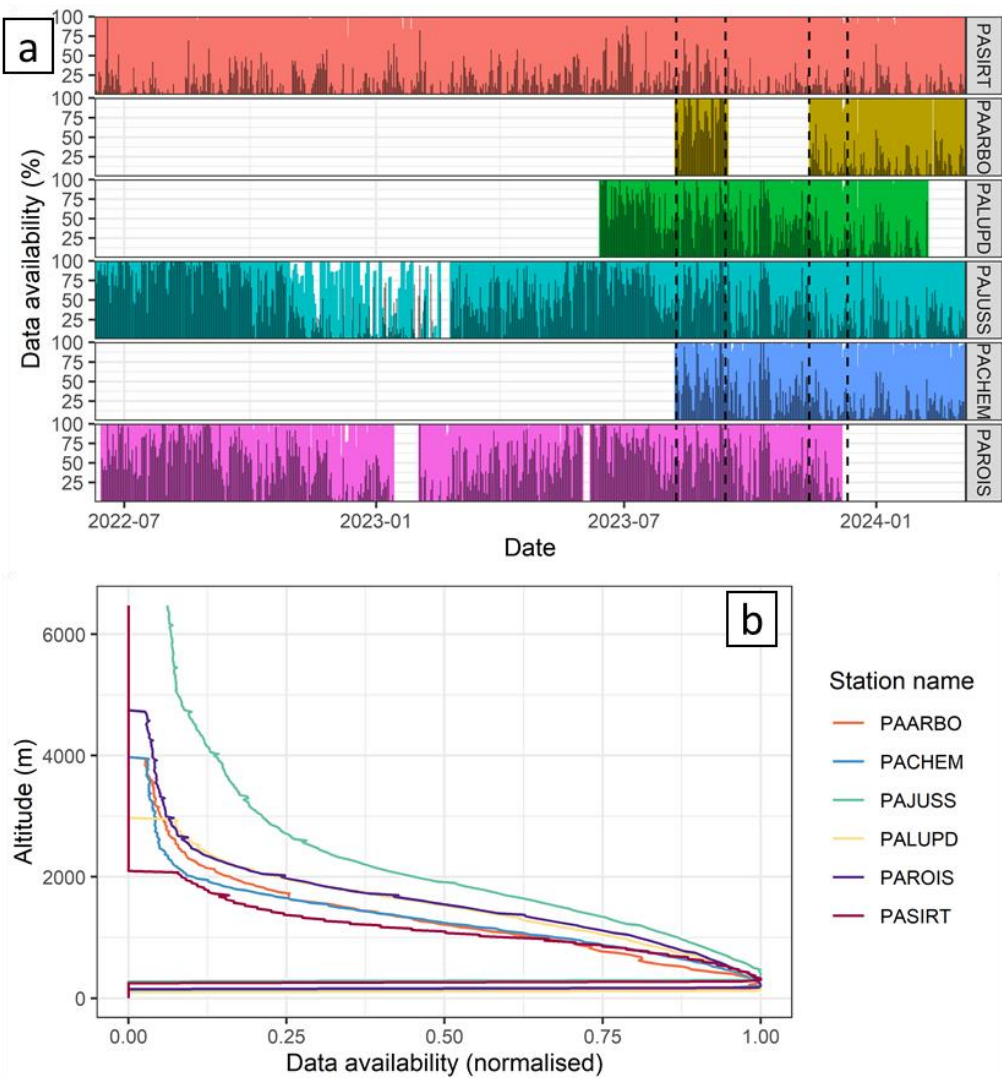 a
Data availability (%)
100
75
50
25
PASIRT
100
75
50
25
PAARBO
100
75
50
25
PALUPD
100
75
50
25
PAJUSS
100
75
50
25
PACHEM
100
75
50
25
PAROIS
2022-07 2023-01 2023-07 2024-01
Date
b
Altitude (m)
6000
4000
2000
0
0.00 0.25 0.50 0.75 1.00
Data availability (normalised)
Station name
PAARBO
PACHEM
PAJUSS
PALUPD
PAROIS
PASIRT